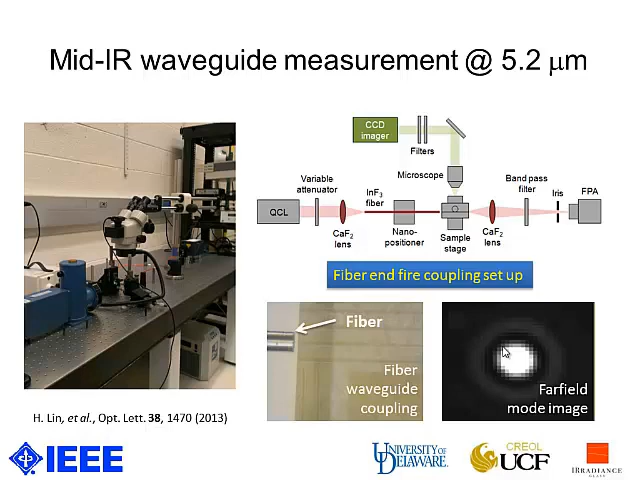 Mid-IR waveguide measurement @ 5.2 μm
CCD
imager
Filters
Microscope
Variable
attenuator
InF3
fiber
Band pass
filter
Iris
FPA
QCL
CaF2
lens
Nano-
positioner
Sample
stage
CaF2
lens
Fiber end fire coupling set up
Fiber
Fiber
waveguide
coupling
Farfield
mode image
H. Lin, et al., Opt. Lett. 38, 1470 (2013)
IEEE
UNIVERSITY OF
DELAWARE.
CREOL
UCF
IRRADIANCE
GLASS